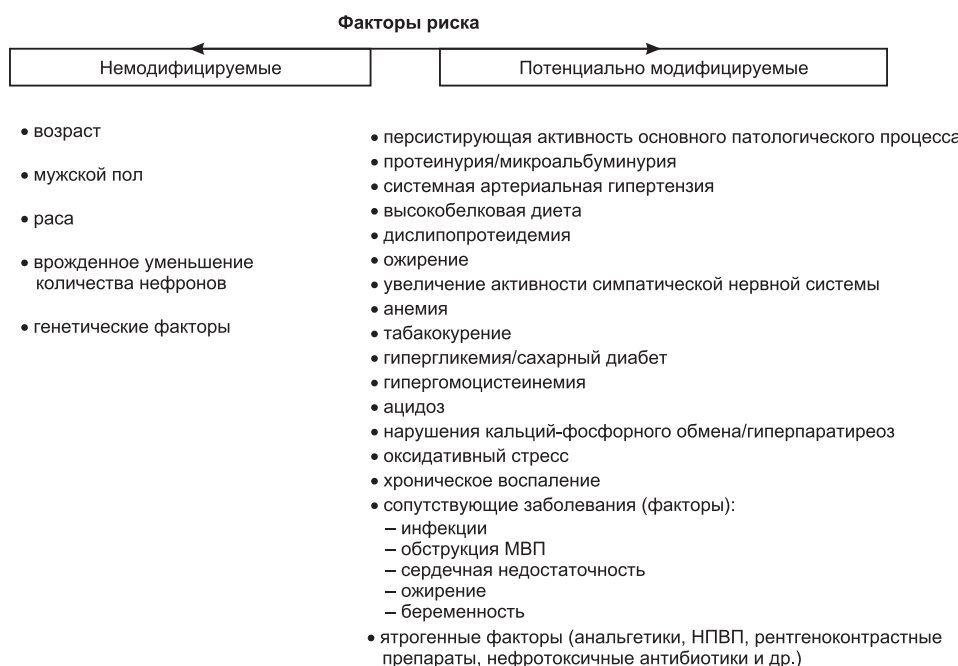 Факторы риска
Немодифицируемые
Потенциально модифицируемые
• возраст
• мужской пол
• раса
• врожденное уменьшение
количества нефронов
• генетические факторы
• персистирующая активность основного патологического процесса
• протеинурия/микроальбуминурия
• системная артериальная гипертензия
• высокобелковая диета
• дислипопротеидемия
• ожирение
• увеличение активности симпатической нервной системы
• анемия
• табакокурение
• гипергликемия/сахарный диабет
• гипергомоцистеинемия
• ацидоз
• нарушения кальций-фосфорного обмена/гиперпаратиреоз
• оксидативный стресс
• хроническое воспаление
• сопутствующие заболевания (факторы):
– инфекции
– обструкция МВП
– сердечная недостаточность
– ожирение
– беременность
• ятрогенные факторы (анальгетики, НПВП, рентгеноконтрастные
препараты, нефротоксичные антибиотики и др.)